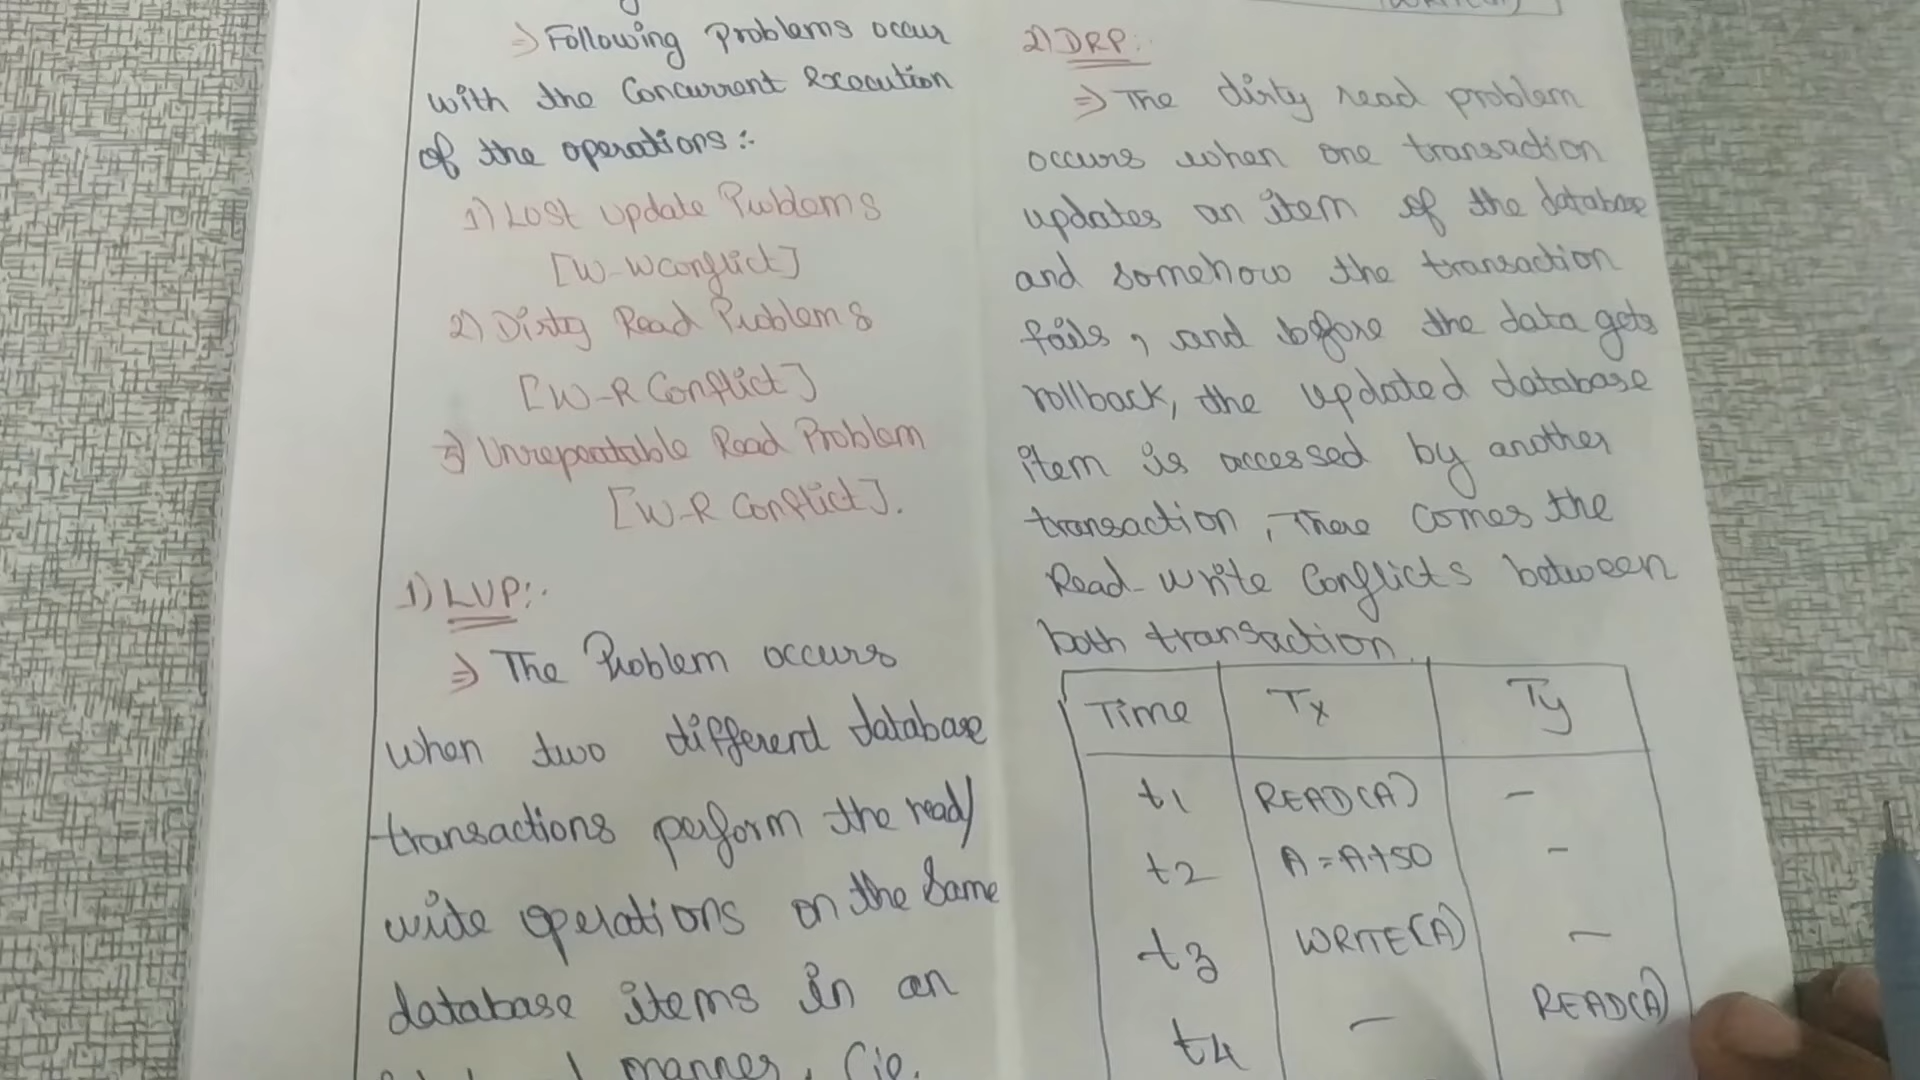 ⇒ Following Problems occur
with the Concurrent Execution
of the operations:-
1) Lost update Problems
[W-W Conflict]
2) Dirty Read Problems
[W-R Conflict]
3) Unrepeatable Read Problem
[W-R Conflict].
1) LUP:-
⇒ The Problem occurs
when two different database
transactions perform the read/
write operations on the same
database items in an
manner, (ie.
2) DRP:-
⇒ The dirty read problem
occurs when one transaction
updates an item of the database
and somehow the transaction
fails, and before the data gets
rollback, the updated database
item is accessed by another
transaction, There comes the
Read-Write Conflicts between
both transaction.
Time Tx Ty
t1 READ(A) -
t2 A=A+50 -
t3 WRITE(A) -
t4 - READ(A)